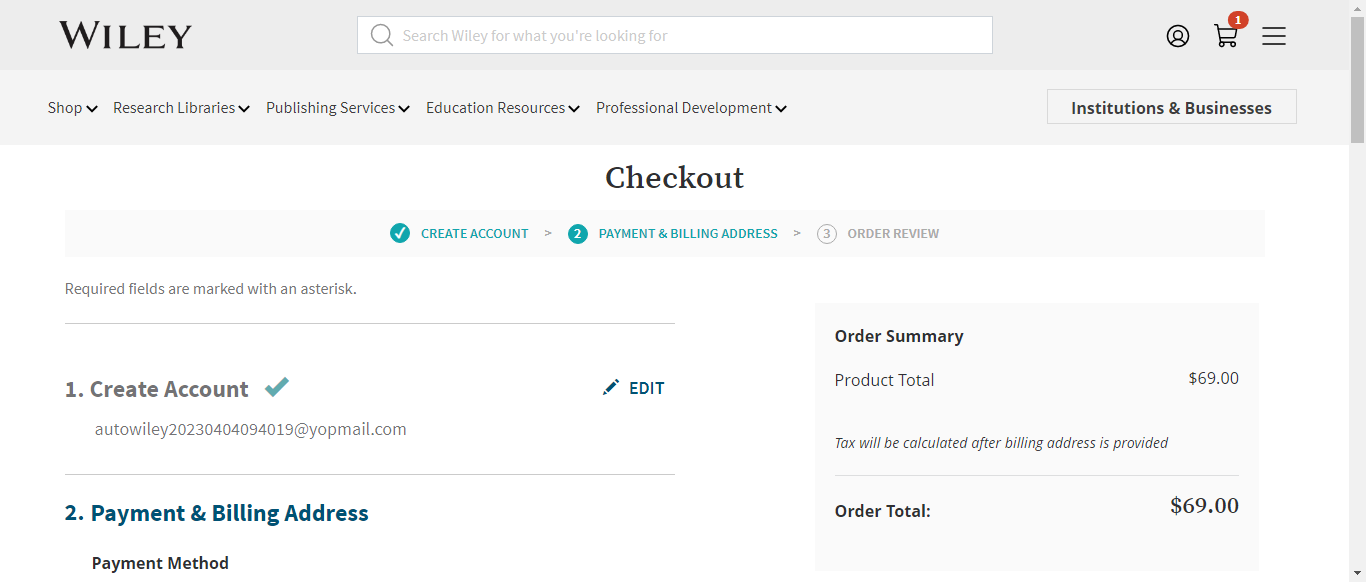 WILEY
Search Wiley for what you're looking for
1
Shop Research Libraries Publishing Services Education Resources Professional Development
Institutions & Businesses
Checkout
CREATE ACCOUNT > 2 PAYMENT & BILLING ADDRESS > 3 ORDER REVIEW
Required fields are marked with an asterisk.
1. Create Account
EDIT
autowiley20230404094019@yopmail.com
2. Payment & Billing Address
Payment Method
Order Summary
Product Total $69.00
Tax will be calculated after billing address is provided
Order Total: $69.00